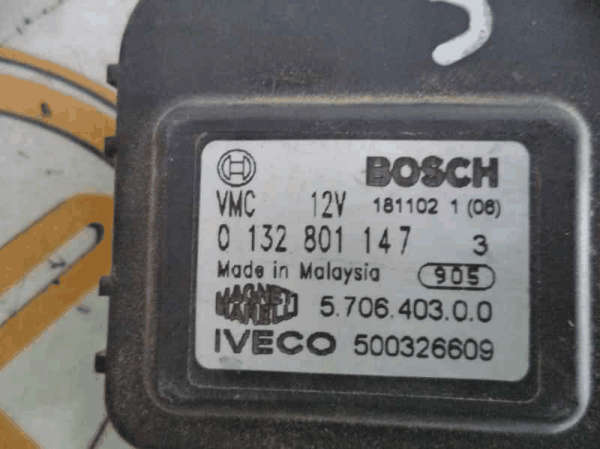 BOSCH
VMC 12V 181102 1 (06)
0 132 801 147 3
Made in Malaysia 905
MAGNETI MARELLI 5.706.403.0.0
IVECO 500326609